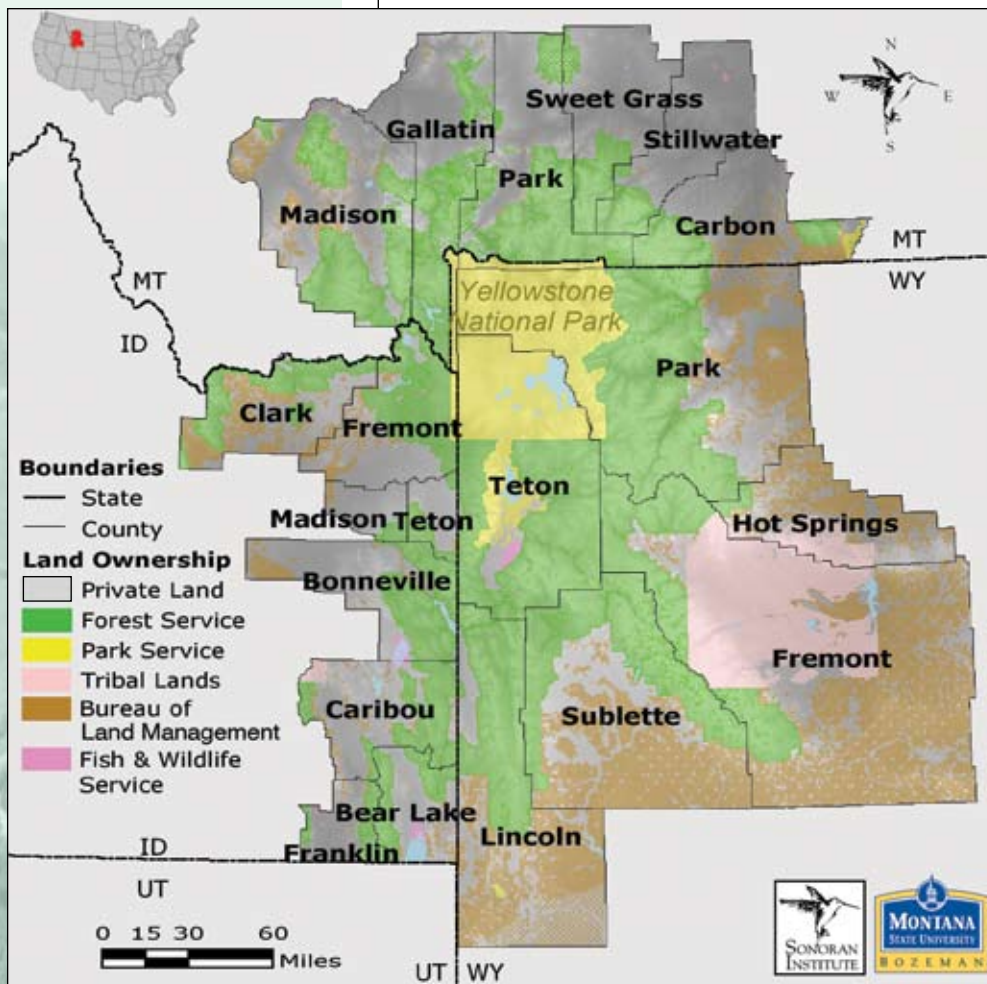 N
W
E
S
Sweet Grass
Gallatin
Stillwater
Park
Madison
Carbon
MT
WY
MT
ID
Yellowstone
National Park
Park
Clark
Fremont
Boundaries
State
County
Teton
Madison
Teton
Hot Springs
Land Ownership
Bonneville
Private Land
Forest Service
Park Service
Tribal Lands
Bureau of
Land Management
Fish & Wildlife
Service
Fremont
Caribou
Sublette
Bear Lake
Lincoln
Franklin
ID
UT
0 15 30 60
Miles
UT
WY
SONORAN
INSTITUTE
MONTANA
STATE UNIVERSITY
BOZEMAN